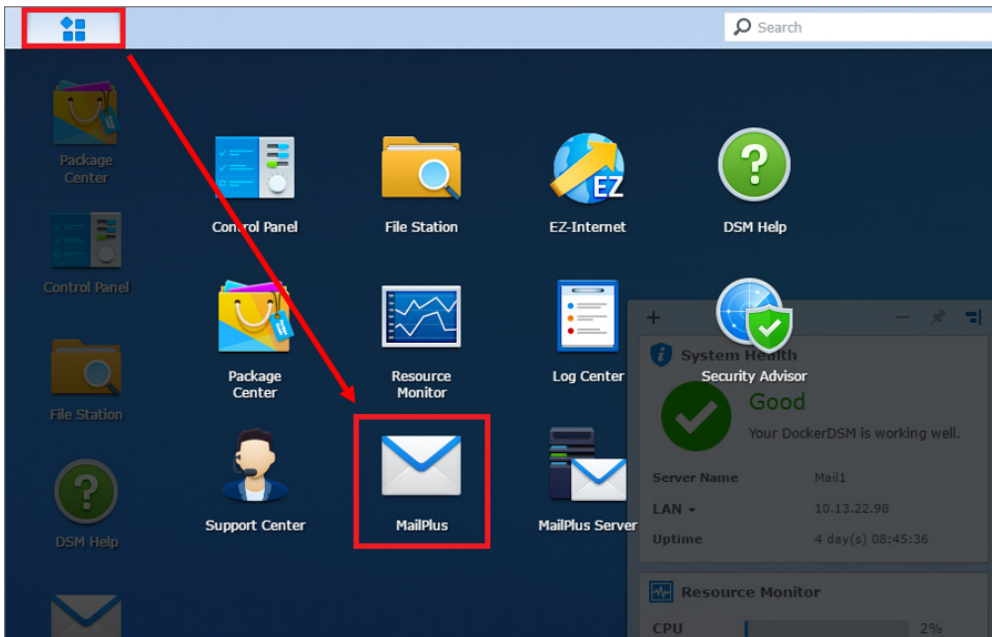 Search
Package
Center
Control Panel
File Station
DSM Help
Control Panel
File Station
EZ
EZ-Internet
?
DSM Help
Package
Center
Resource
Monitor
Log Center
Security Advisor
Support Center
MailPlus
MailPlus Server
+
System Health
Good
Your DockerDSM is working well.
Server Name Mail1
LAN 10.13.22.98
Uptime 4 day(s) 08:45:36
Resource Monitor
CPU 2%